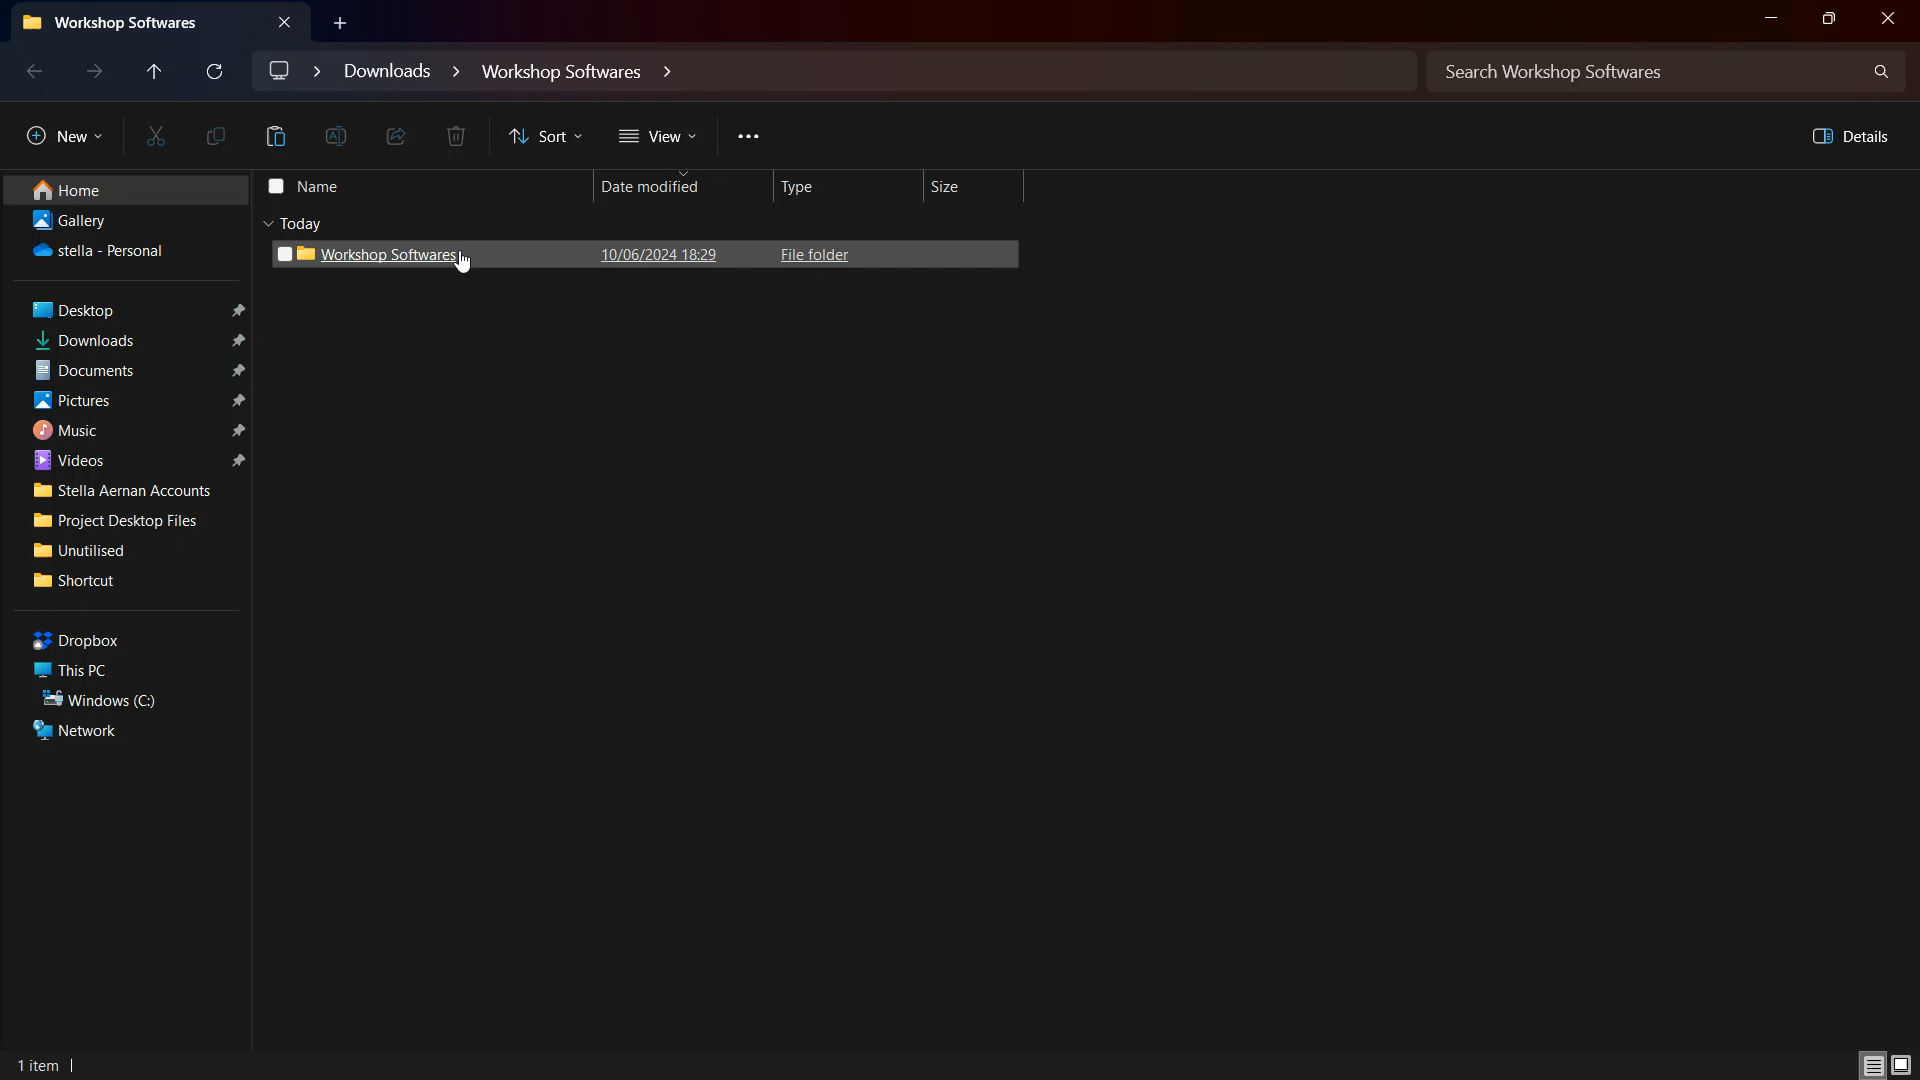 Workshop Softwares
Downloads > Workshop Softwares >
Search Workshop Softwares
New
Sort
View
Details
Name Date modified Type Size
Today
Workshop Softwares 10/06/2024 18:29 File folder
Home
Gallery
stella - Personal
Desktop
Downloads
Documents
Pictures
Music
Videos
Stella Aernan Accounts
Project Desktop Files
Unutilised
Shortcut
Dropbox
This PC
Windows (C:)
Network
1 item